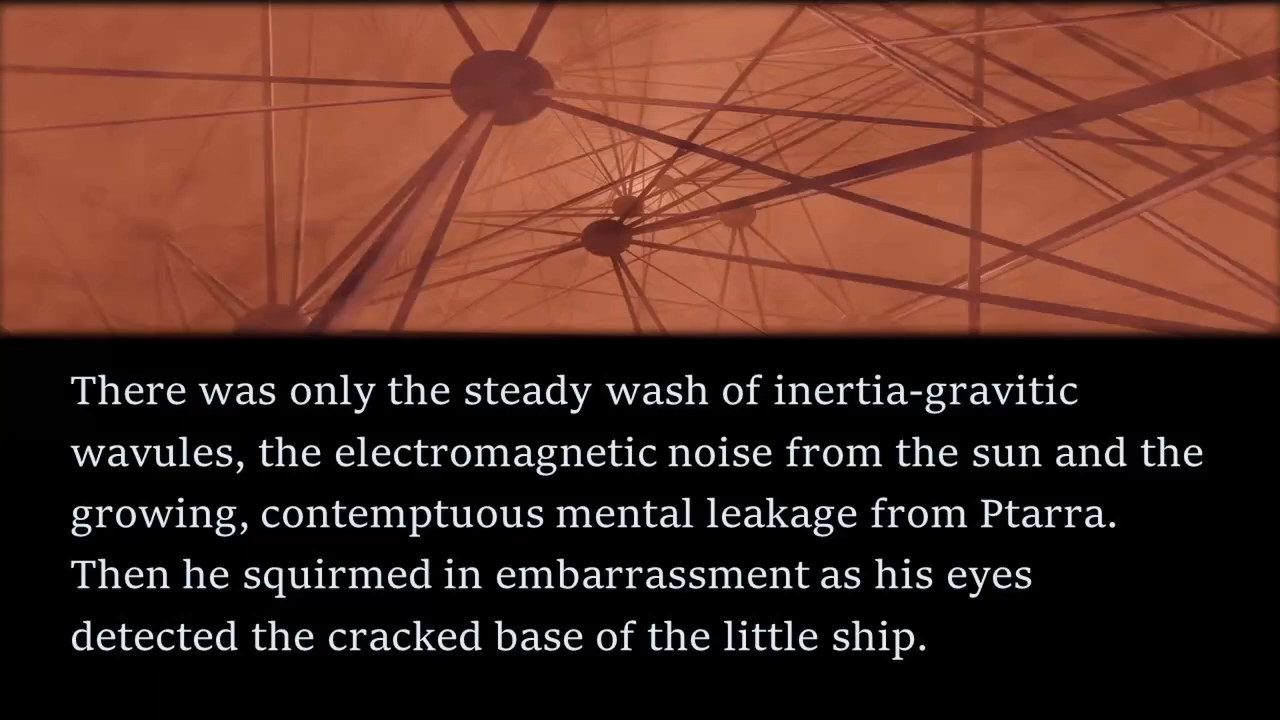 There was only the steady wash of inertia-gravitic
wavules, the electromagnetic noise from the sun and the
growing, contemptuous mental leakage from Ptarra.
Then he squirmed in embarrassment as his eyes
detected the cracked base of the little ship.